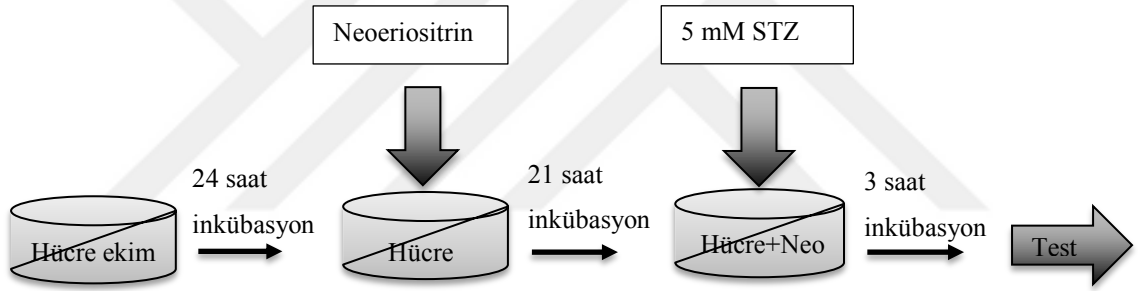 Neoeriositrin
5 mM STZ
24 saat
inkübasyon
21 saat
inkübasyon
3 saat
inkübasyon
Hücre ekim
Hücre
Hücre+Neo
Test